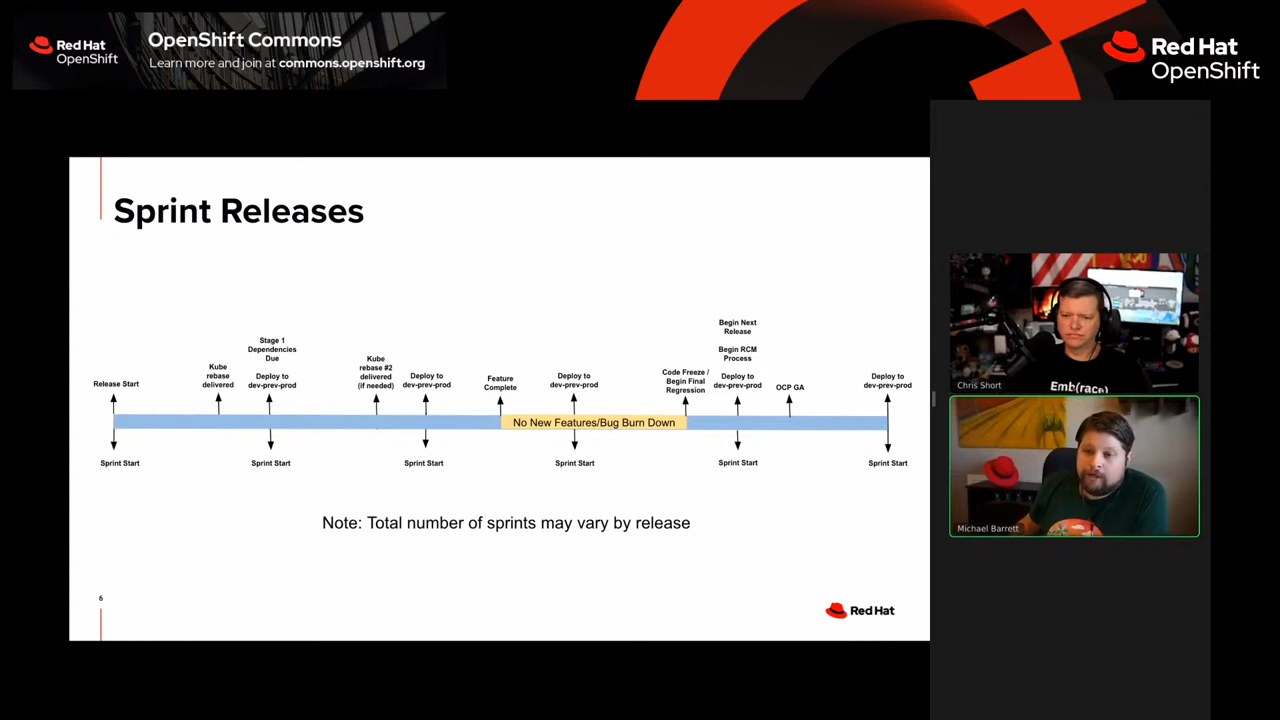 Red Hat
OpenShift
OpenShift Commons
Learn more and join at commons.openshift.org
Red Hat
OpenShift
Sprint Releases
Release Start
Kube
rebase
delivered
Stage 1
Dependencies
Due
Deploy to
dev-prev-prod
Kube
rebase #2
delivered
(if needed)
Deploy to
dev-prev-prod
Feature
Complete
Deploy to
dev-prev-prod
Code Freeze /
Begin Final
Regression
Begin Next
Release
Begin RCM
Process
Deploy to
dev-prev-prod
OCP GA
Deploy to
dev-prev-prod
No New Features/Bug Burn Down
Sprint Start
Sprint Start
Sprint Start
Sprint Start
Sprint Start
Sprint Start
Note: Total number of sprints may vary by release
6
Red Hat
Chris Short
Emb(race)
Michael Barrett